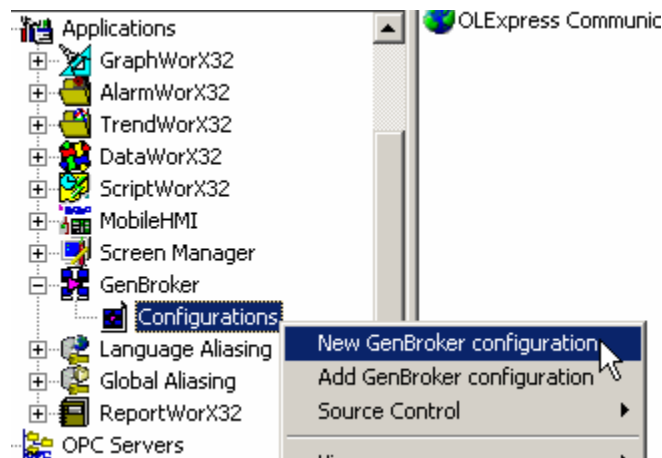 Applications
OLExpress Communic
GraphWorX32
AlarmWorX32
TrendWorX32
DataWorX32
ScriptWorX32
MobileHMI
Screen Manager
GenBroker
Configurations
Language Aliasing
New GenBroker configuration
Global Aliasing
Add GenBroker configuration
ReportWorX32
Source Control
OPC Servers